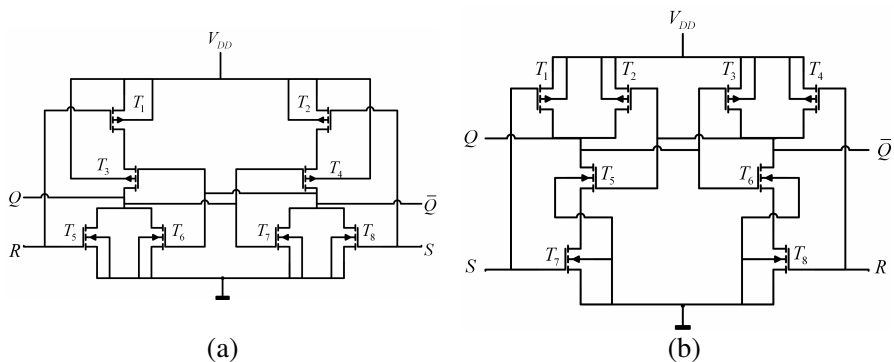 V_DD
T_1
T_2
T_3
T_4
Q
Q̄
T_5
T_6
T_7
T_8
R
S
(a)
V_DD
T_1
T_2
T_3
T_4
Q
Q̄
T_5
T_6
S
T_7
T_8
R
(b)